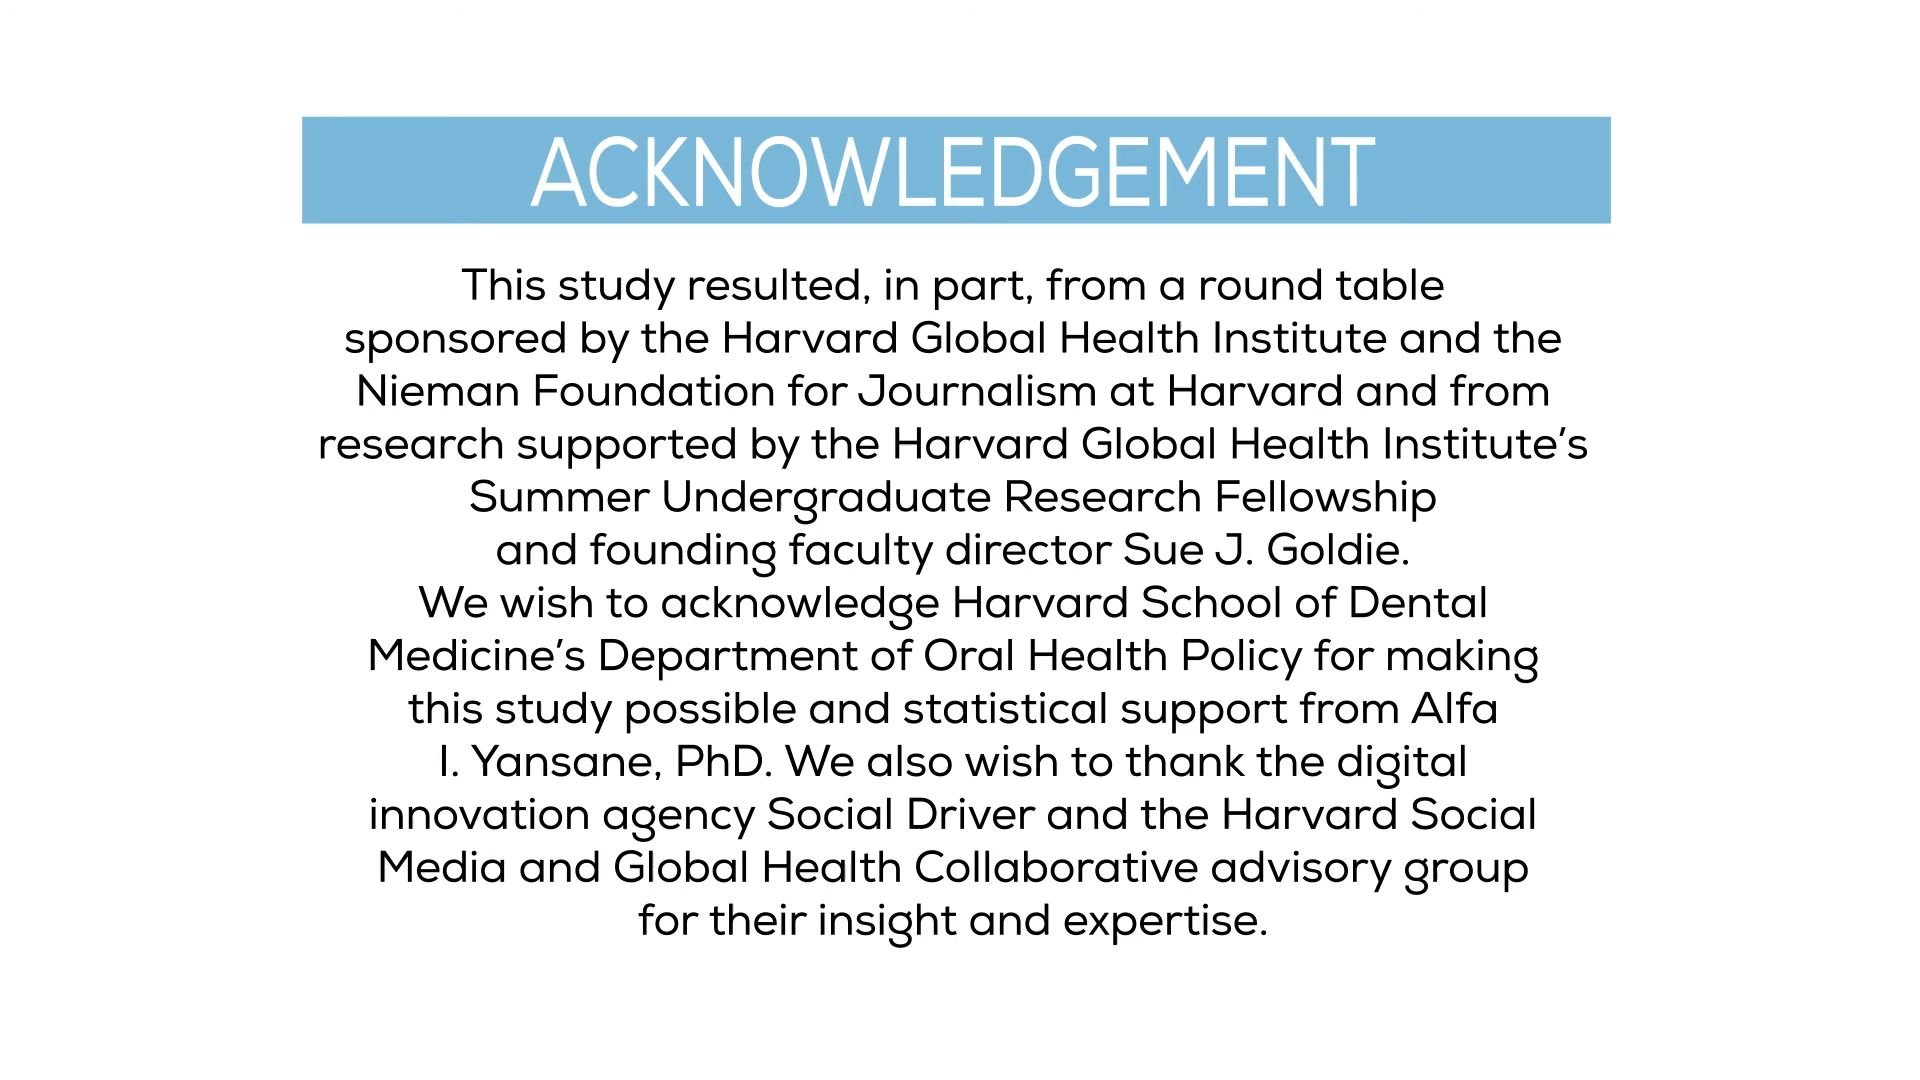 ACKNOWLEDGEMENT
This study resulted, in part, from a round table
sponsored by the Harvard Global Health Institute and the
Nieman Foundation for Journalism at Harvard and from
research supported by the Harvard Global Health Institute’s
Summer Undergraduate Research Fellowship
and founding faculty director Sue J. Goldie.
We wish to acknowledge Harvard School of Dental
Medicine’s Department of Oral Health Policy for making
this study possible and statistical support from Alfa
I. Yansane, PhD. We also wish to thank the digital
innovation agency Social Driver and the Harvard Social
Media and Global Health Collaborative advisory group
for their insight and expertise.